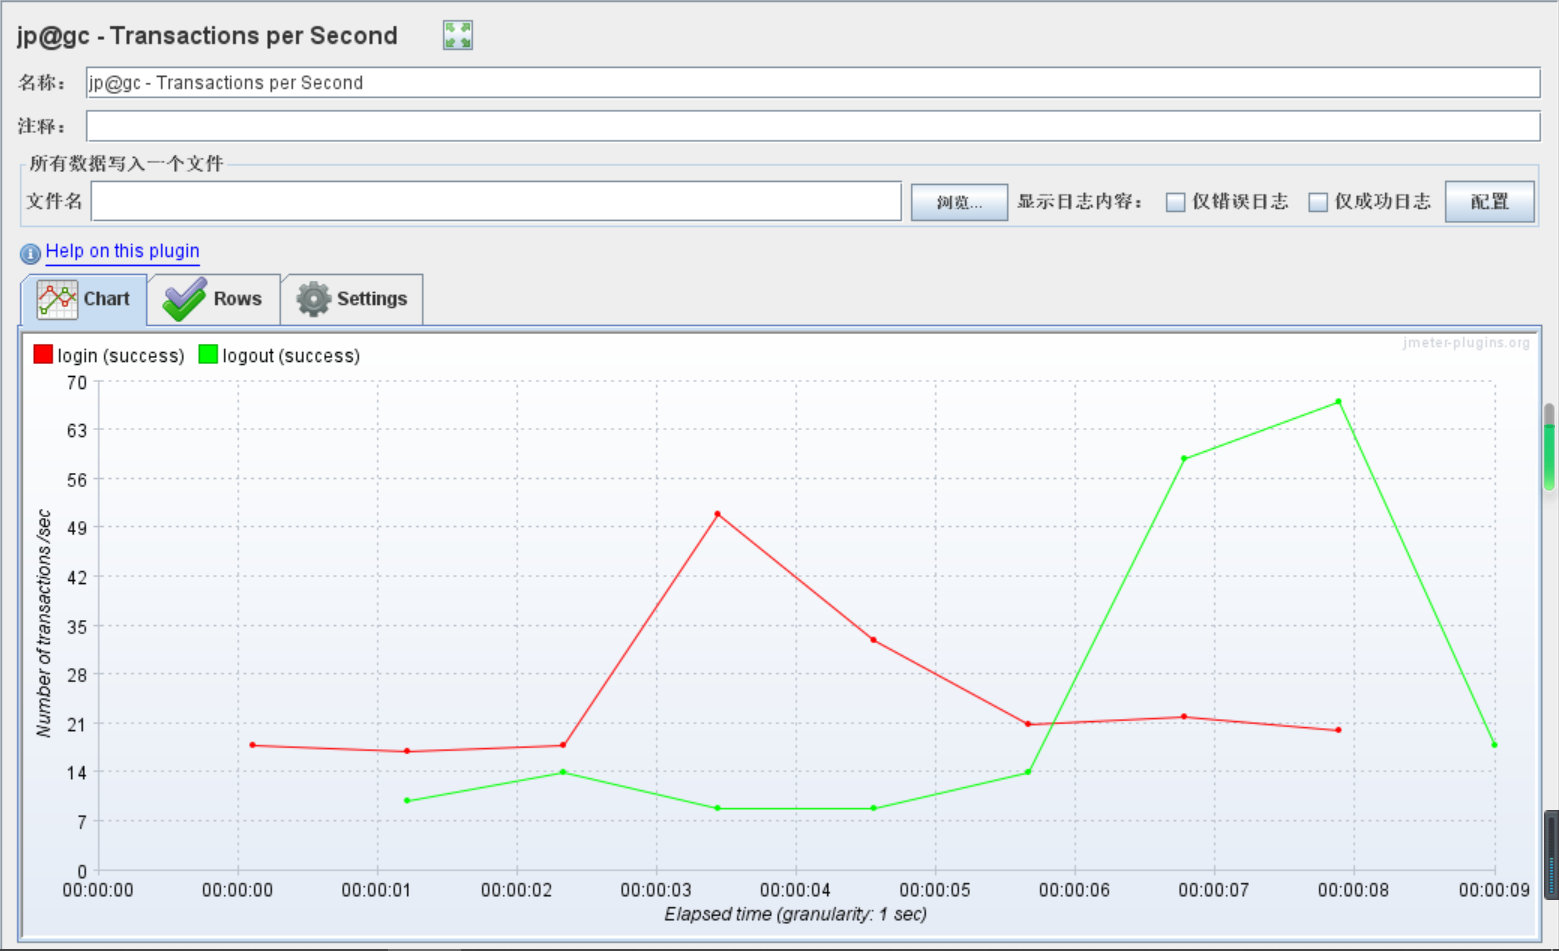 jp@gc - Transactions per Second
名称： jp@gc - Transactions per Second
注释：
所有数据写入一个文件
文件名 浏览... 显示日志内容： 仅错误日志 仅成功日志 配置
Help on this plugin
Chart Rows Settings
login (success) logout (success) jmeter-plugins.org
70
63
56
49
42
35
28
21
14
7
0
Number of transactions /sec
00:00:00 00:00:00 00:00:01 00:00:02 00:00:03 00:00:04 00:00:05 00:00:06 00:00:07 00:00:08 00:00:09
Elapsed time (granularity: 1 sec)